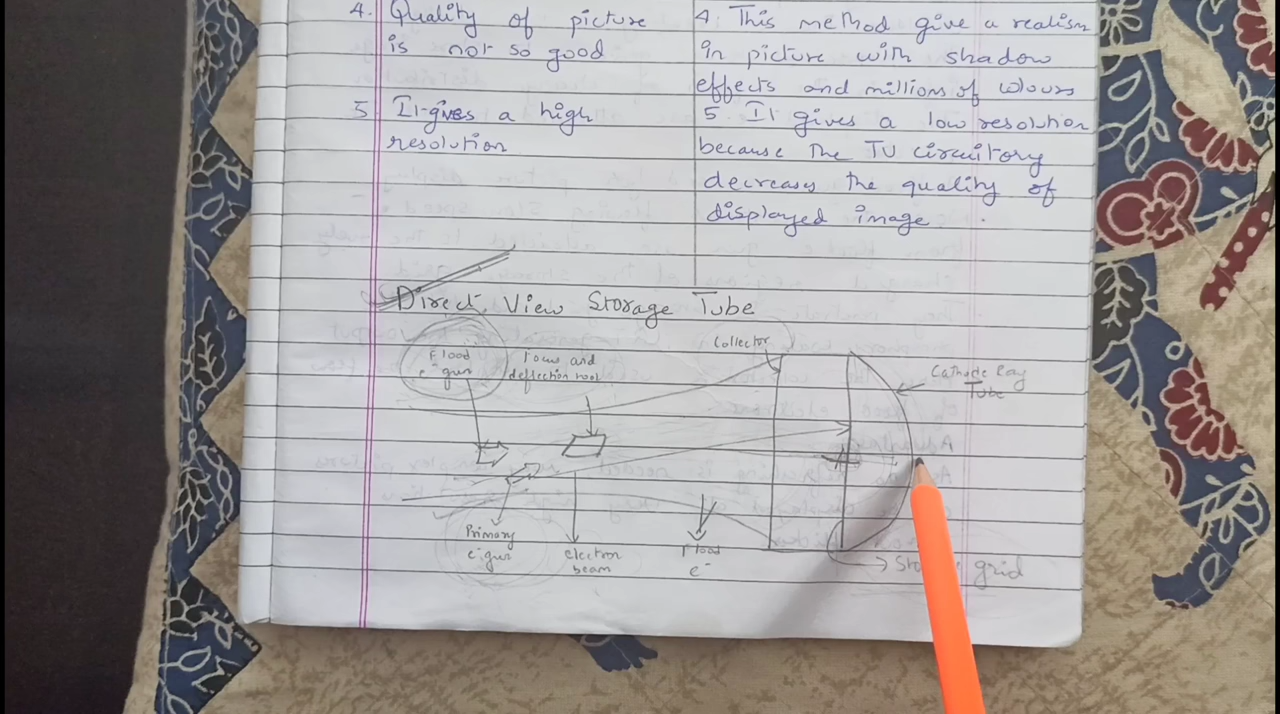 4. Quality of picture
is not so good
5 It gives a high
resolution
4. This method give a realism
in picture with shadow
effects and millions of colours
5. It gives a low resolution
because the TV circuitory
decreases the quality of
displayed image.
Direct View Storage Tube
Flood
e⁻ gun
Focus and
deflection
Collector
Cathode Ray
Tube
Primary
e⁻ gun
electron
beam
Flood
e⁻
grid